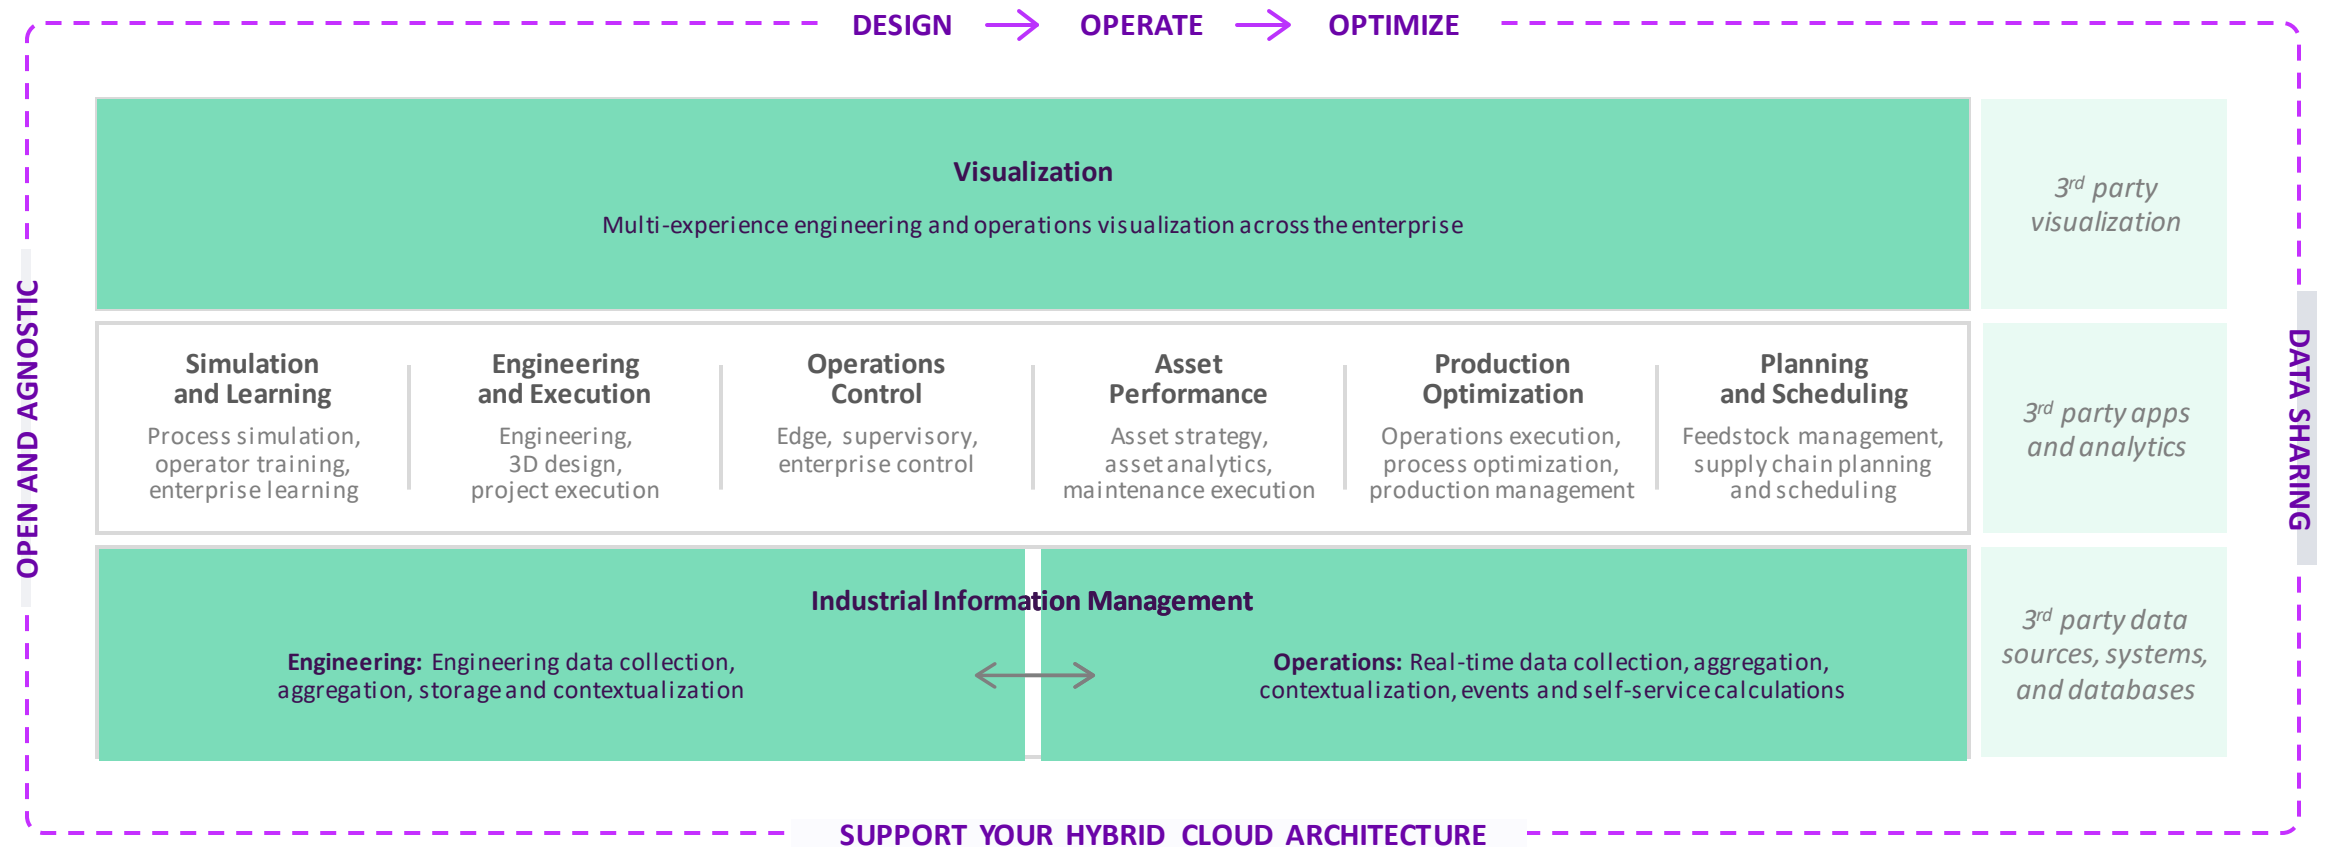 DESIGN → OPERATE → OPTIMIZE
OPEN AND AGNOSTIC
Visualization
Multi-experience engineering and operations visualization across the enterprise
3rd party
visualization
Simulation
and Learning
Process simulation,
operator training,
enterprise learning
Engineering
and Execution
Engineering,
3D design,
project execution
Operations
Control
Edge, supervisory,
enterprise control
Asset
Performance
Asset strategy,
asset analytics,
maintenance execution
Production
Optimization
Operations execution,
process optimization,
production management
Planning
and Scheduling
Feedstock management,
supply chain planning
and scheduling
3rd party apps
and analytics
Industrial Information Management
Engineering: Engineering data collection,
aggregation, storage and contextualization
Operations: Real-time data collection, aggregation,
contextualization, events and self-service calculations
3rd party data
sources, systems,
and databases
DATA SHARING
SUPPORT YOUR HYBRID CLOUD ARCHITECTURE